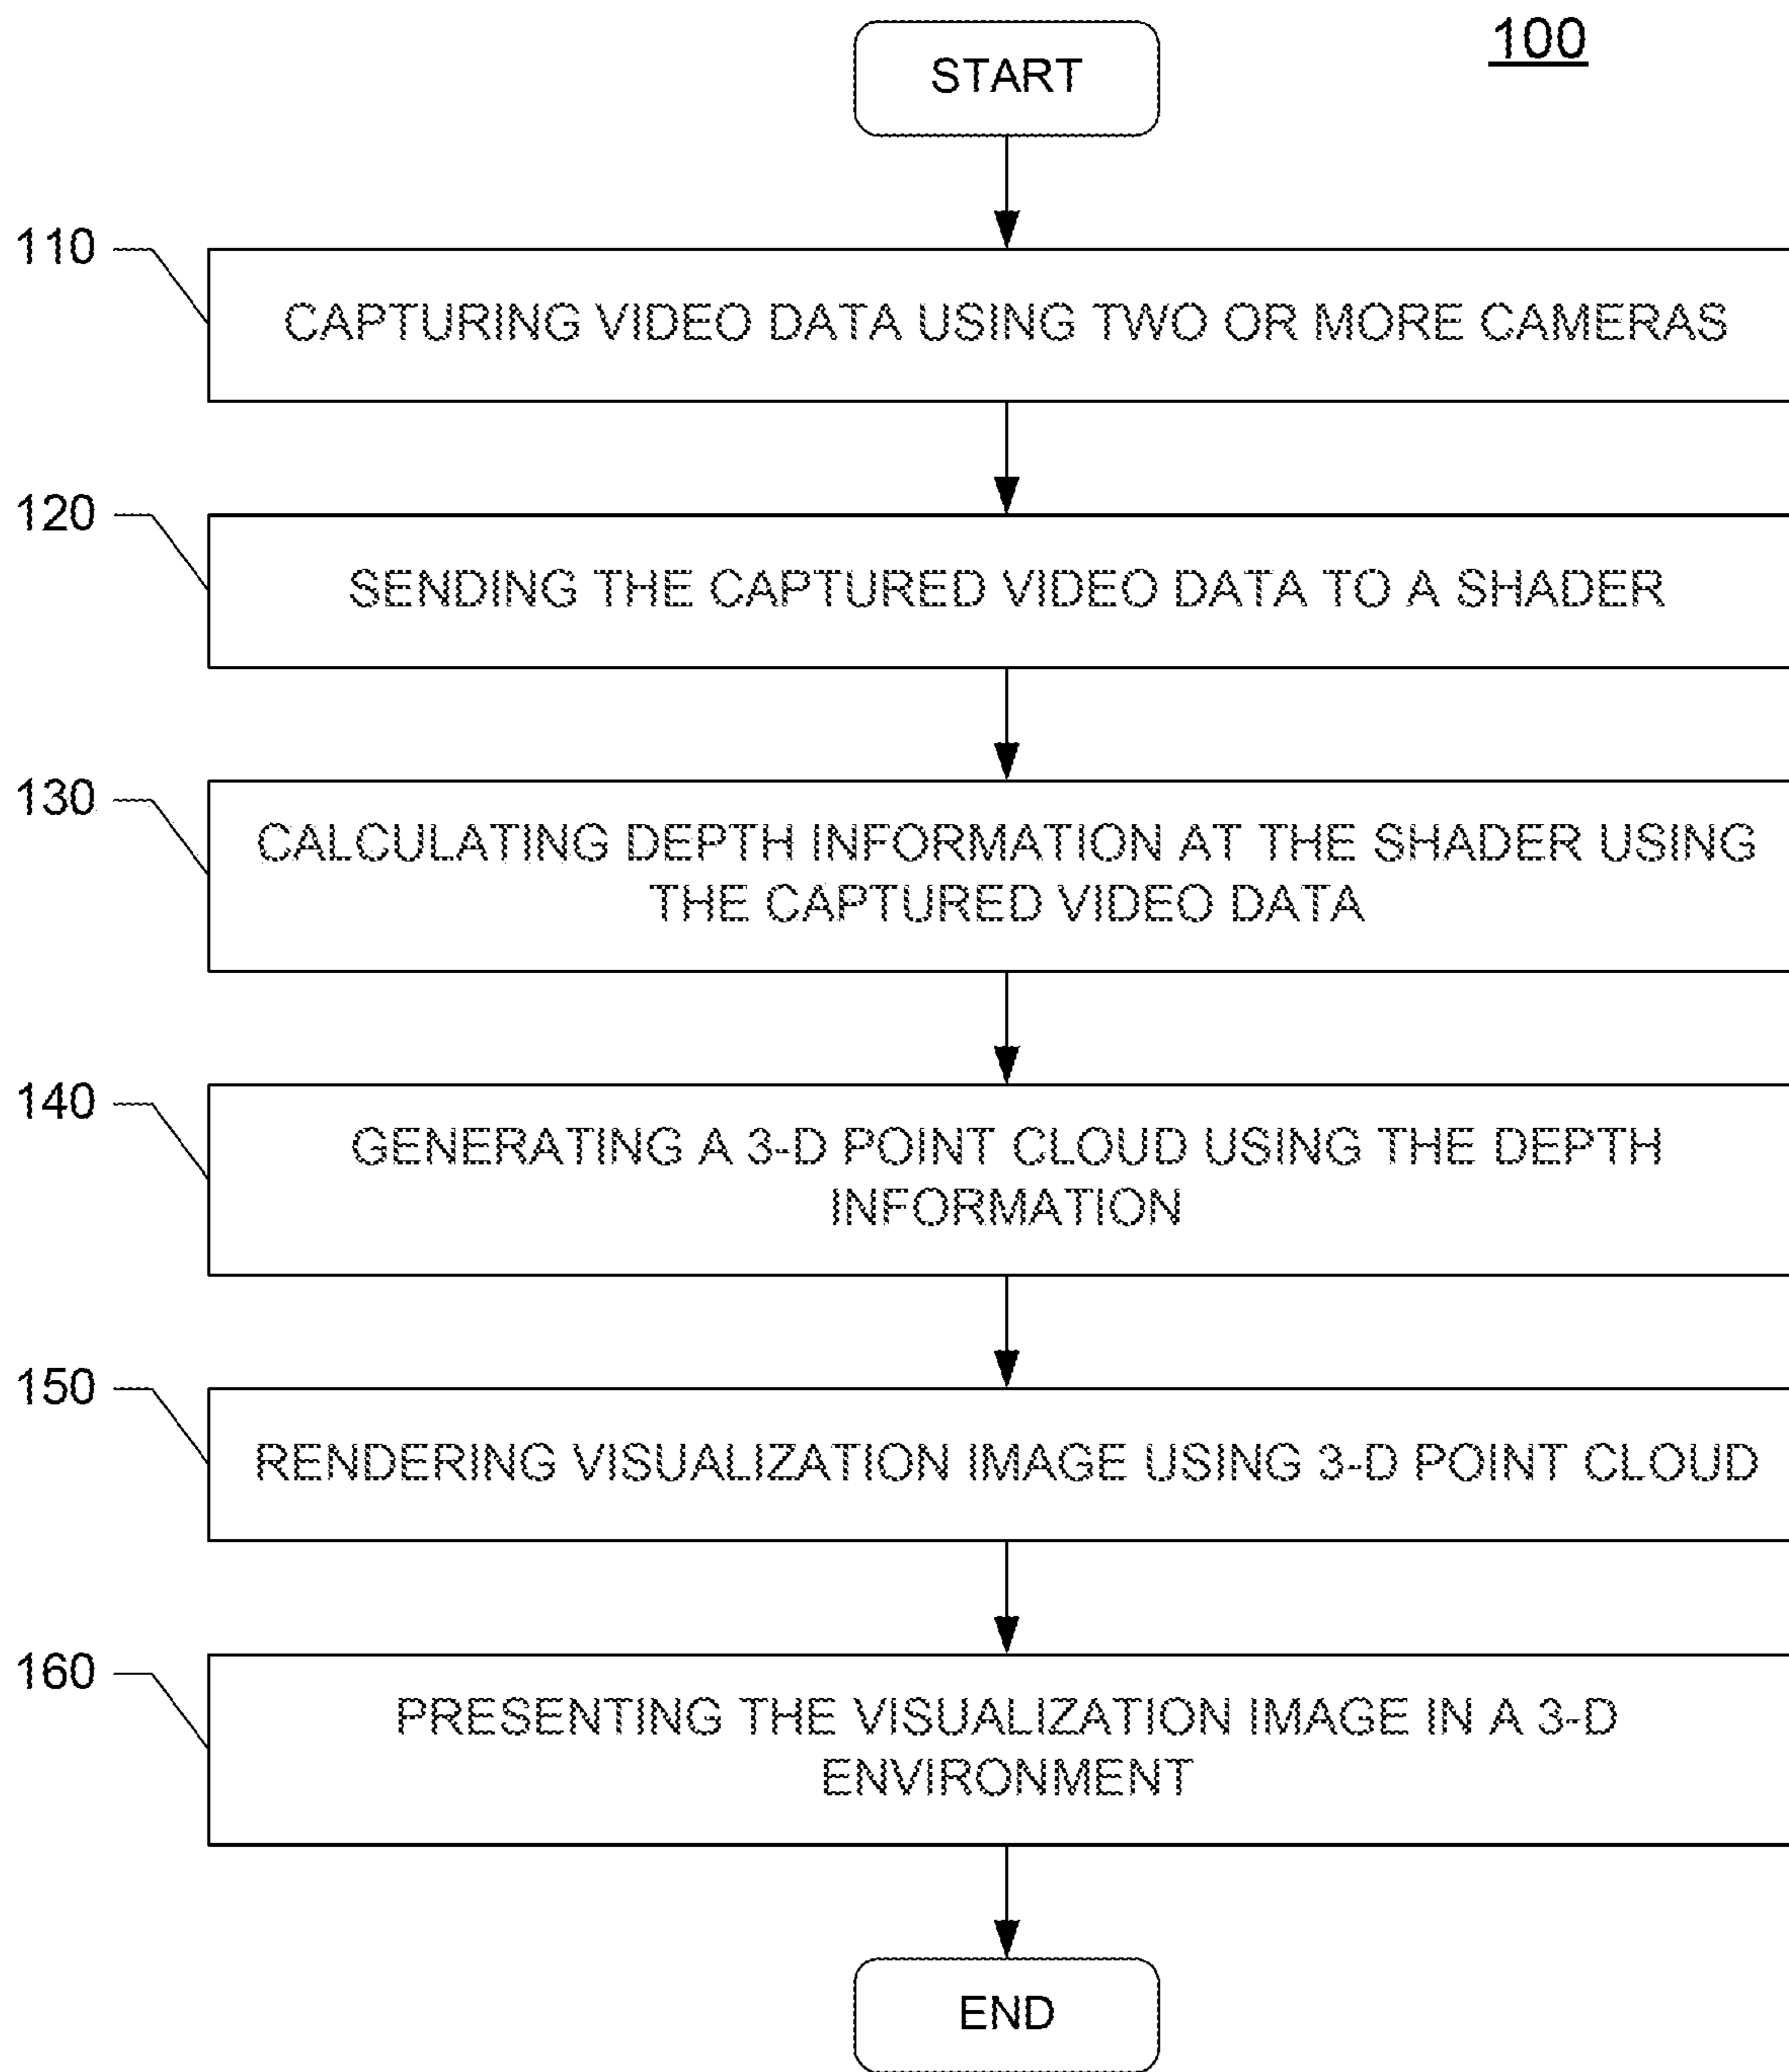 100
START
110
CAPTURING VIDEO DATA USING TWO OR MORE CAMERAS
120
SENDING THE CAPTURED VIDEO DATA TO A SHADER
130
CALCULATING DEPTH INFORMATION AT THE SHADER USING
THE CAPTURED VIDEO DATA
140
GENERATING A 3-D POINT CLOUD USING THE DEPTH
INFORMATION
150
RENDERING VISUALIZATION IMAGE USING 3-D POINT CLOUD
160
PRESENTING THE VISUALIZATION IMAGE IN A 3-D
ENVIRONMENT
END